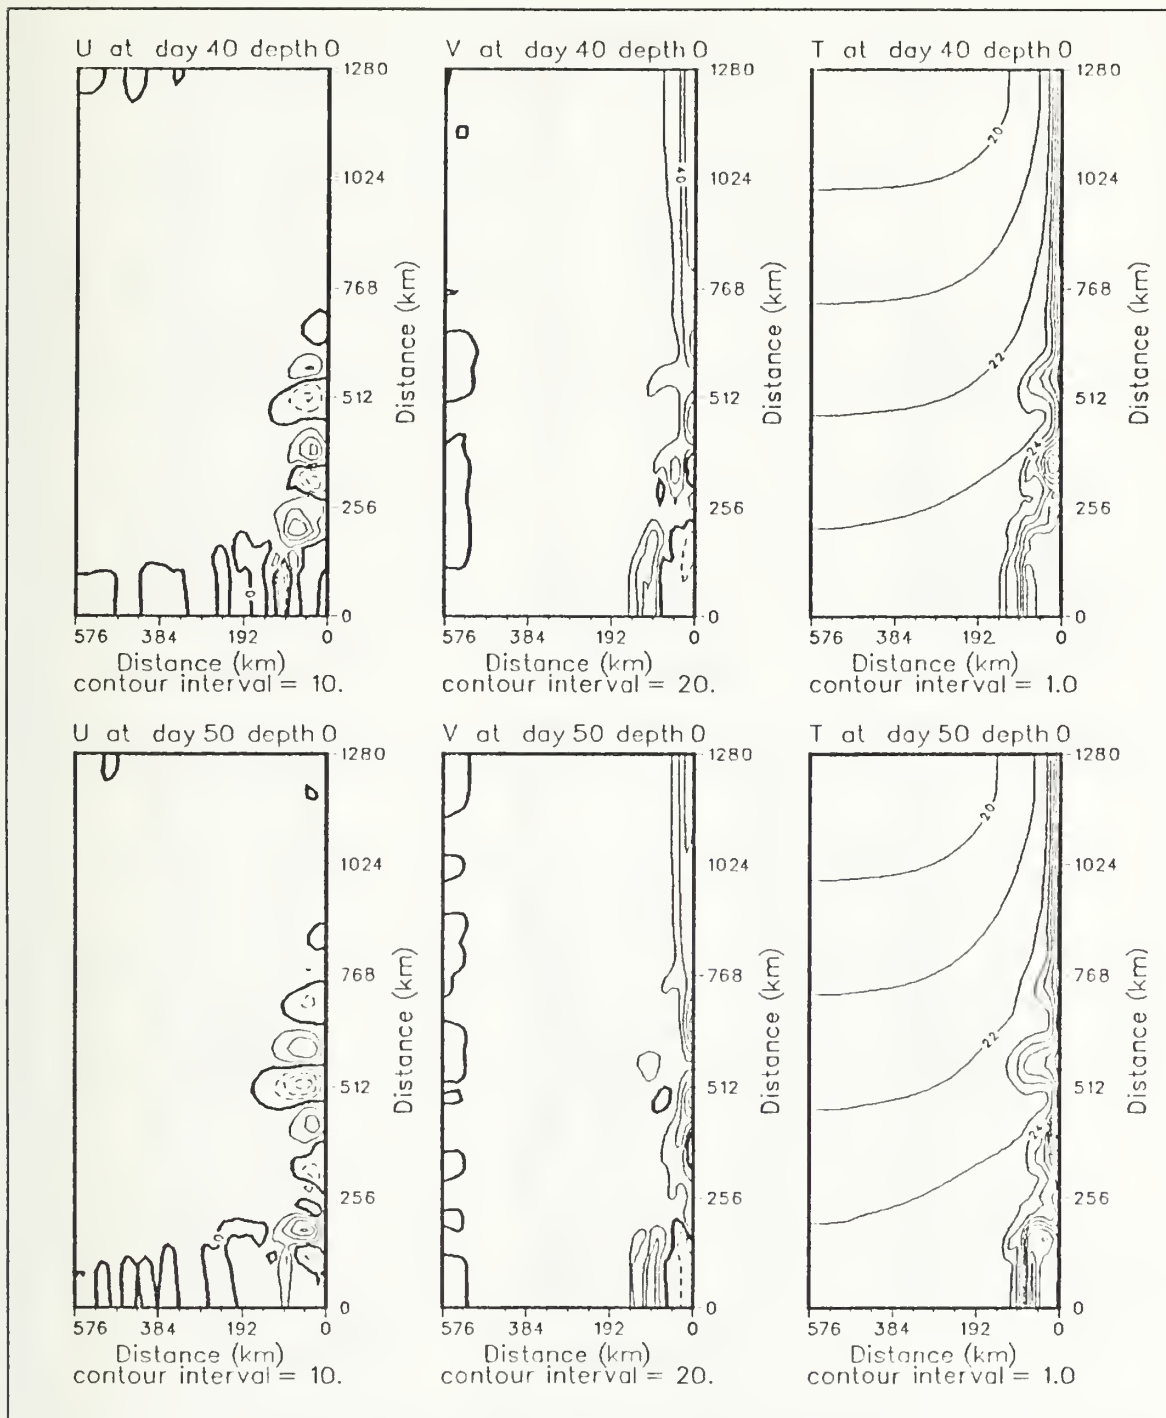 U at day 40 depth 0
V at day 40 depth 0
T at day 40 depth 0
1280
1024
768
512
256
0
Distance (km)
576 384 192 0
Distance (km)
contour interval = 10.
0
1280
1024
768
512
256
0
Distance (km)
576 384 192 0
Distance (km)
contour interval = 20.
40
1280
1024
768
512
256
0
Distance (km)
576 384 192 0
Distance (km)
contour interval = 1.0
20
22
24
U at day 50 depth 0
V at day 50 depth 0
T at day 50 depth 0
1280
1024
768
512
256
0
Distance (km)
576 384 192 0
Distance (km)
contour interval = 10.
1280
1024
768
512
256
0
Distance (km)
576 384 192 0
Distance (km)
contour interval = 20.
1280
1024
768
512
256
0
Distance (km)
576 384 192 0
Distance (km)
contour interval = 1.0
20
22
24